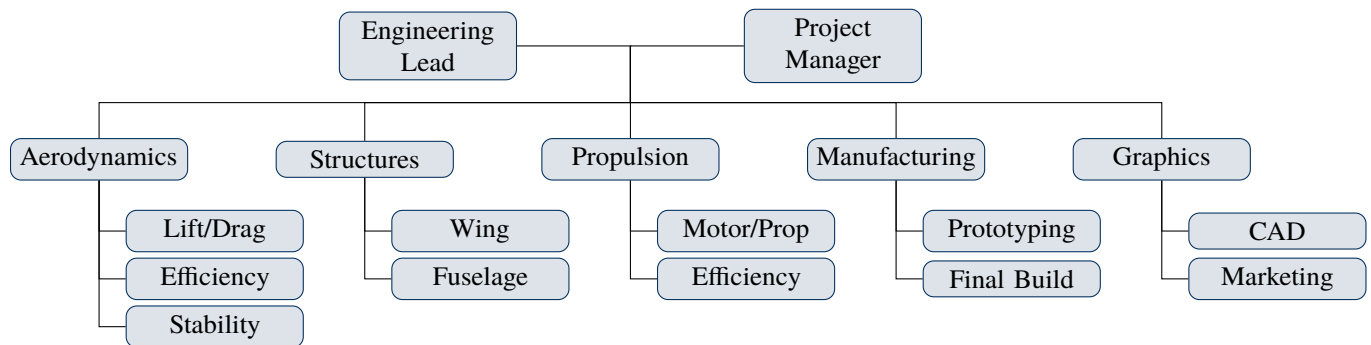 Engineering
Lead
Project
Manager
Aerodynamics
Structures
Propulsion
Manufacturing
Graphics
Lift/Drag
Wing
Motor/Prop
Prototyping
CAD
Efficiency
Fuselage
Efficiency
Final Build
Marketing
Stability